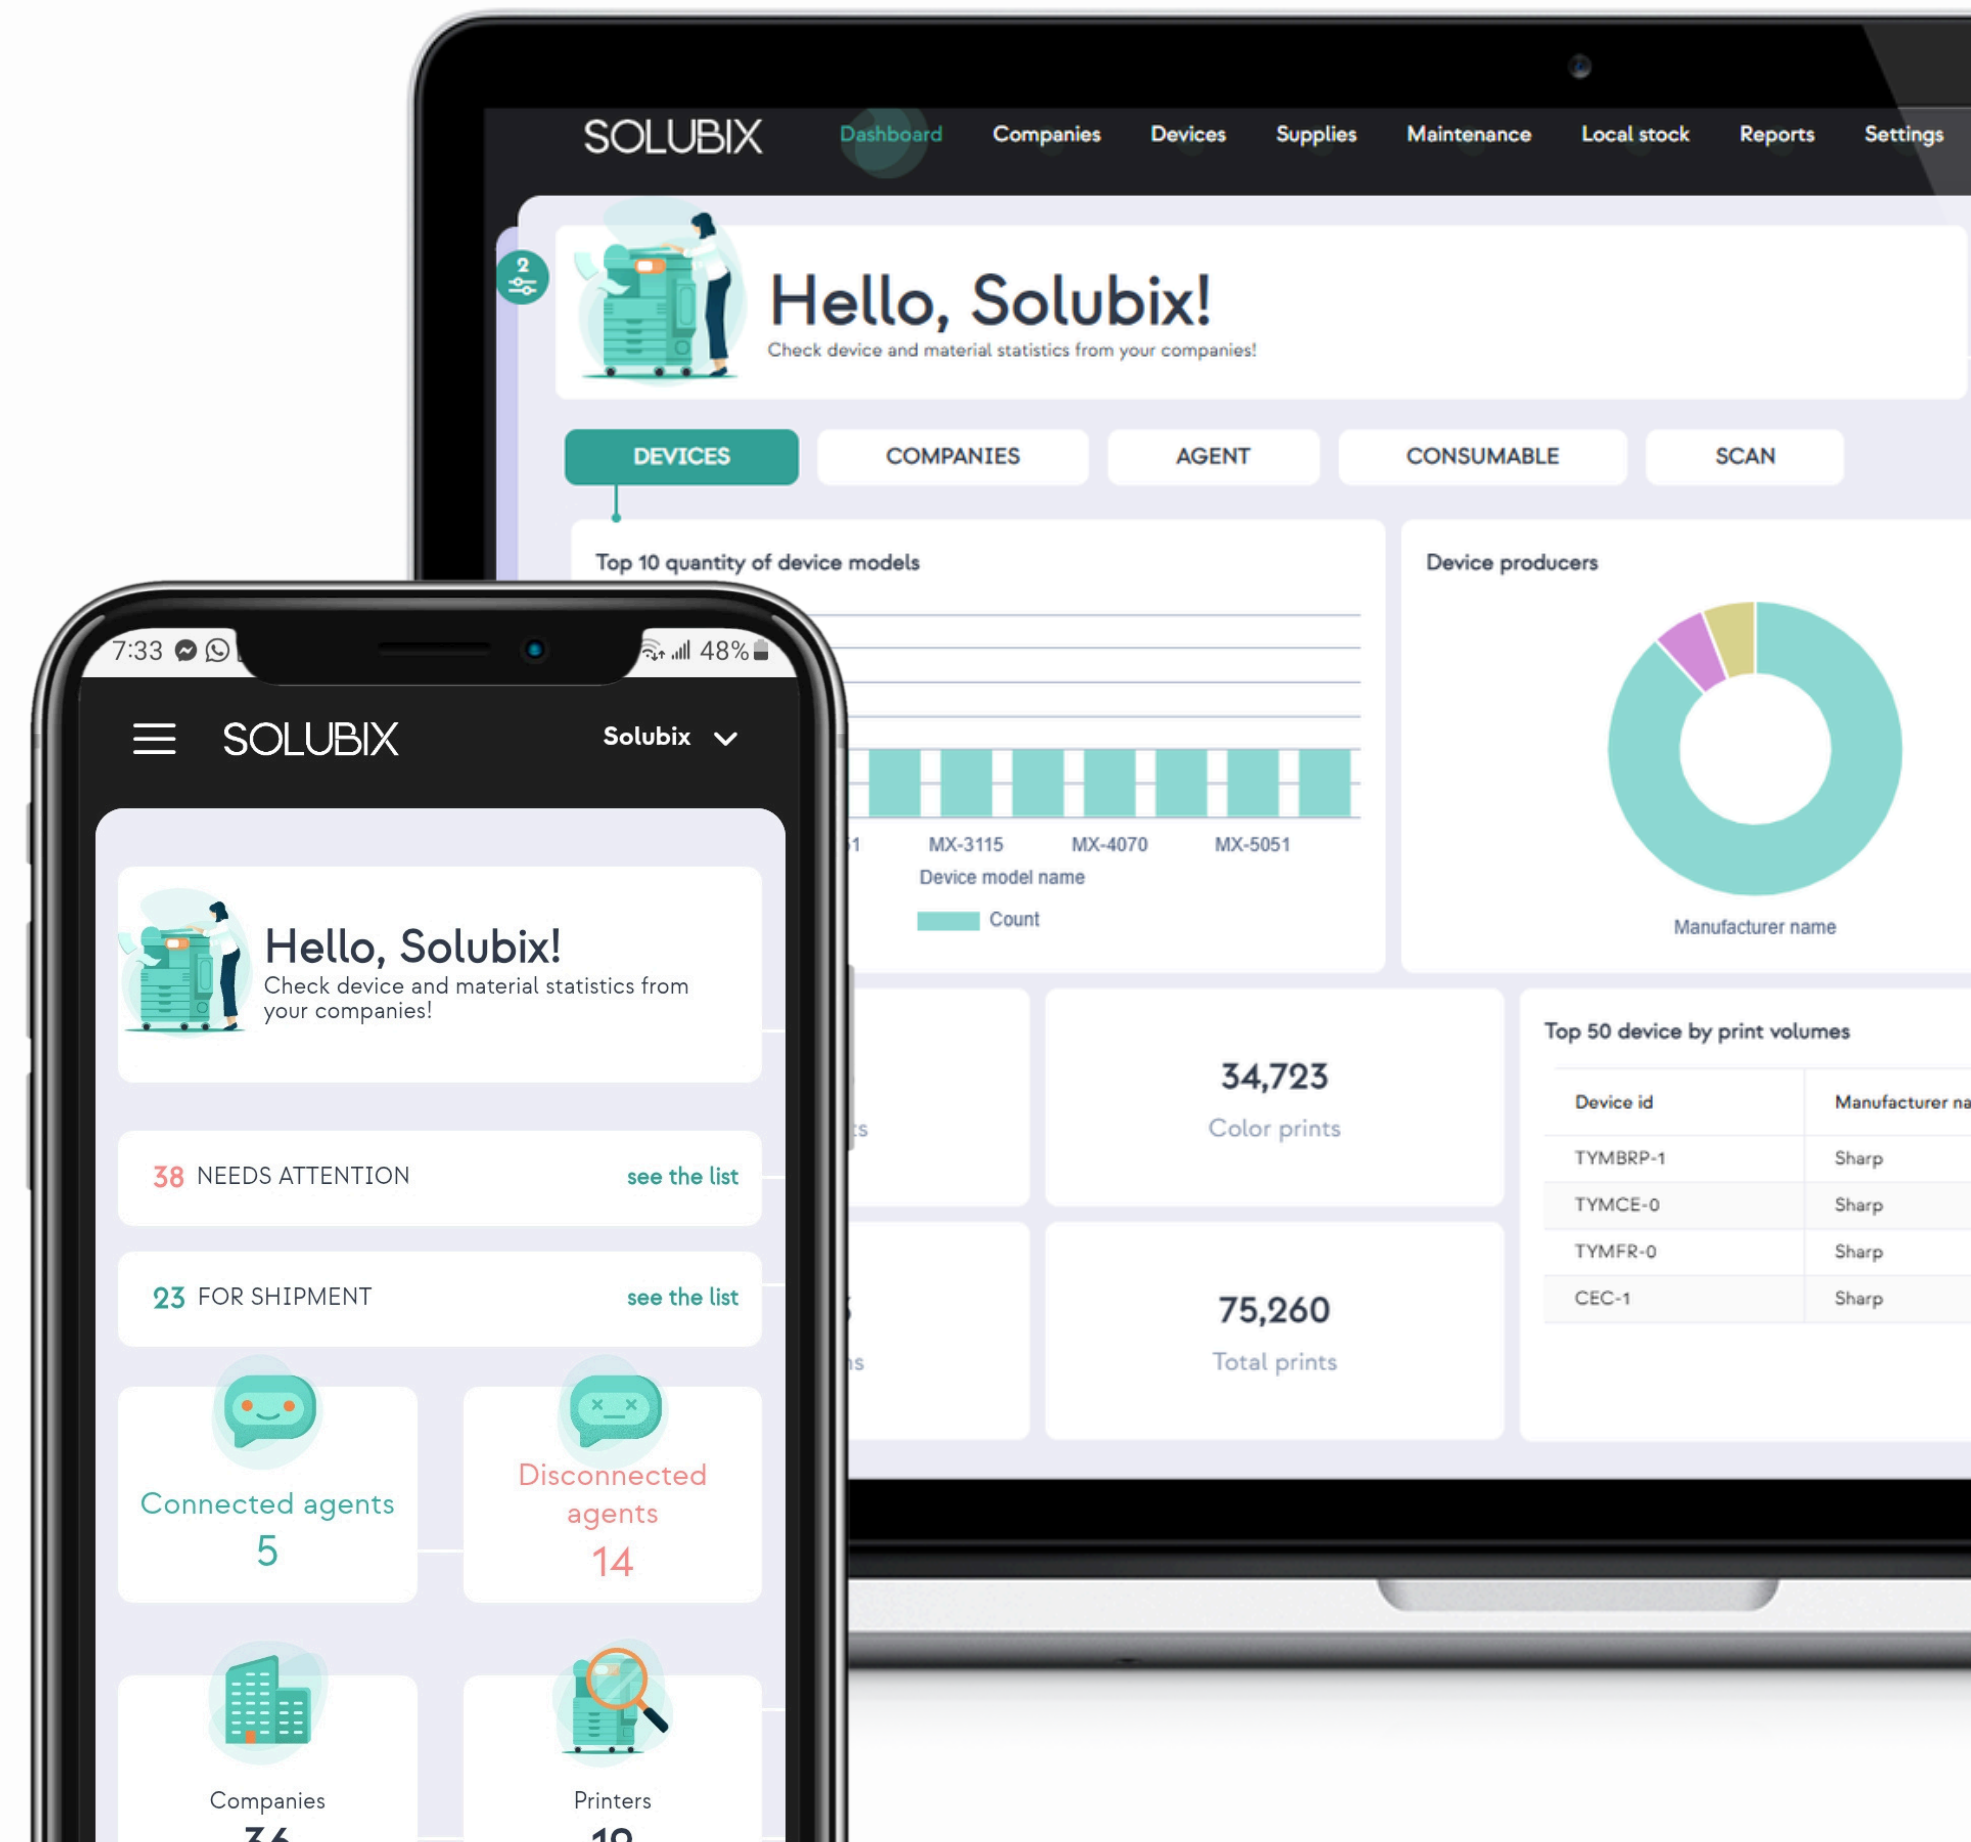 SOLUBIX
Dashboard
Companies
Devices
Supplies
Maintenance
Local stock
Reports
Settings
2
Hello, Solubix!
Check device and material statistics from your companies!
DEVICES
COMPANIES
AGENT
CONSUMABLE
SCAN
Top 10 quantity of device models
MX-3115
MX-4070
MX-5051
Device model name
Count
Device producers
Manufacturer name
34,723
Color prints
75,260
Total prints
Top 50 device by print volumes
Device id
Manufacturer
TYMBRP-1
Sharp
TYMCE-0
Sharp
TYMFR-0
Sharp
CEC-1
Sharp
7:33
48%
SOLUBIX
Solubix
Hello, Solubix!
Check device and material statistics from
your companies!
38 NEEDS ATTENTION
see the list
23 FOR SHIPMENT
see the list
Connected agents
5
Disconnected
agents
14
Companies
Printers